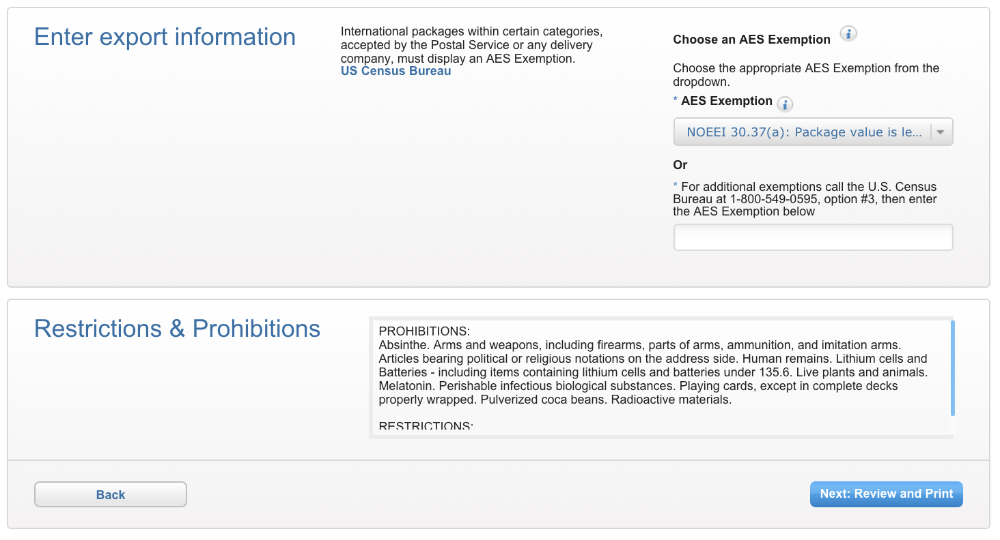 Enter export information
International packages within certain categories,
accepted by the Postal Service or any delivery
company, must display an AES Exemption.
US Census Bureau
Choose an AES Exemption
Choose the appropriate AES Exemption from the
dropdown.
* AES Exemption
NOEEI 30.37(a): Package value is le...
Or
* For additional exemptions call the U.S. Census
Bureau at 1-800-549-0595, option #3, then enter
the AES Exemption below
Restrictions & Prohibitions
PROHIBITIONS:
Absinthe. Arms and weapons, including firearms, parts of arms, ammunition, and imitation arms.
Articles bearing political or religious notations on the address side. Human remains. Lithium cells and
Batteries - including items containing lithium cells and batteries under 135.6. Live plants and animals.
Melatonin. Perishable infectious biological substances. Playing cards, except in complete decks
properly wrapped. Pulverized coca beans. Radioactive materials.
RESTRICTIONS:
Back
Next: Review and Print